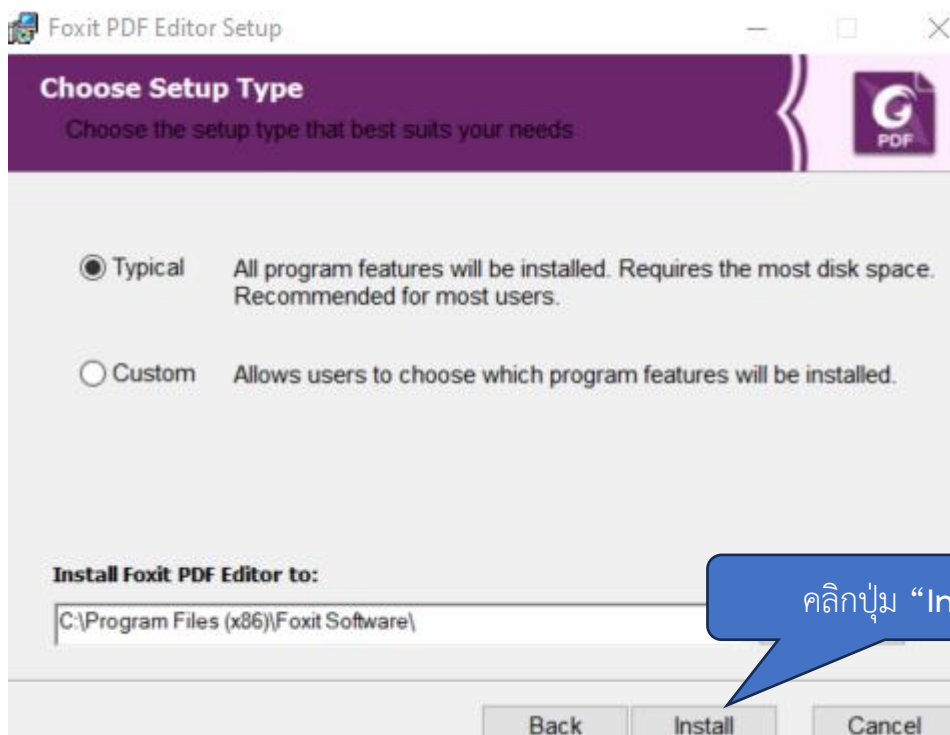 Foxit PDF Editor Setup
Choose Setup Type
Choose the setup type that best suits your needs
PDF
Typical All program features will be installed. Requires the most disk space.
Recommended for most users.
Custom Allows users to choose which program features will be installed.
Install Foxit PDF Editor to:
C:\Program Files (x86)\Foxit Software\
คลิกปุ่ม “In
Back Install Cancel